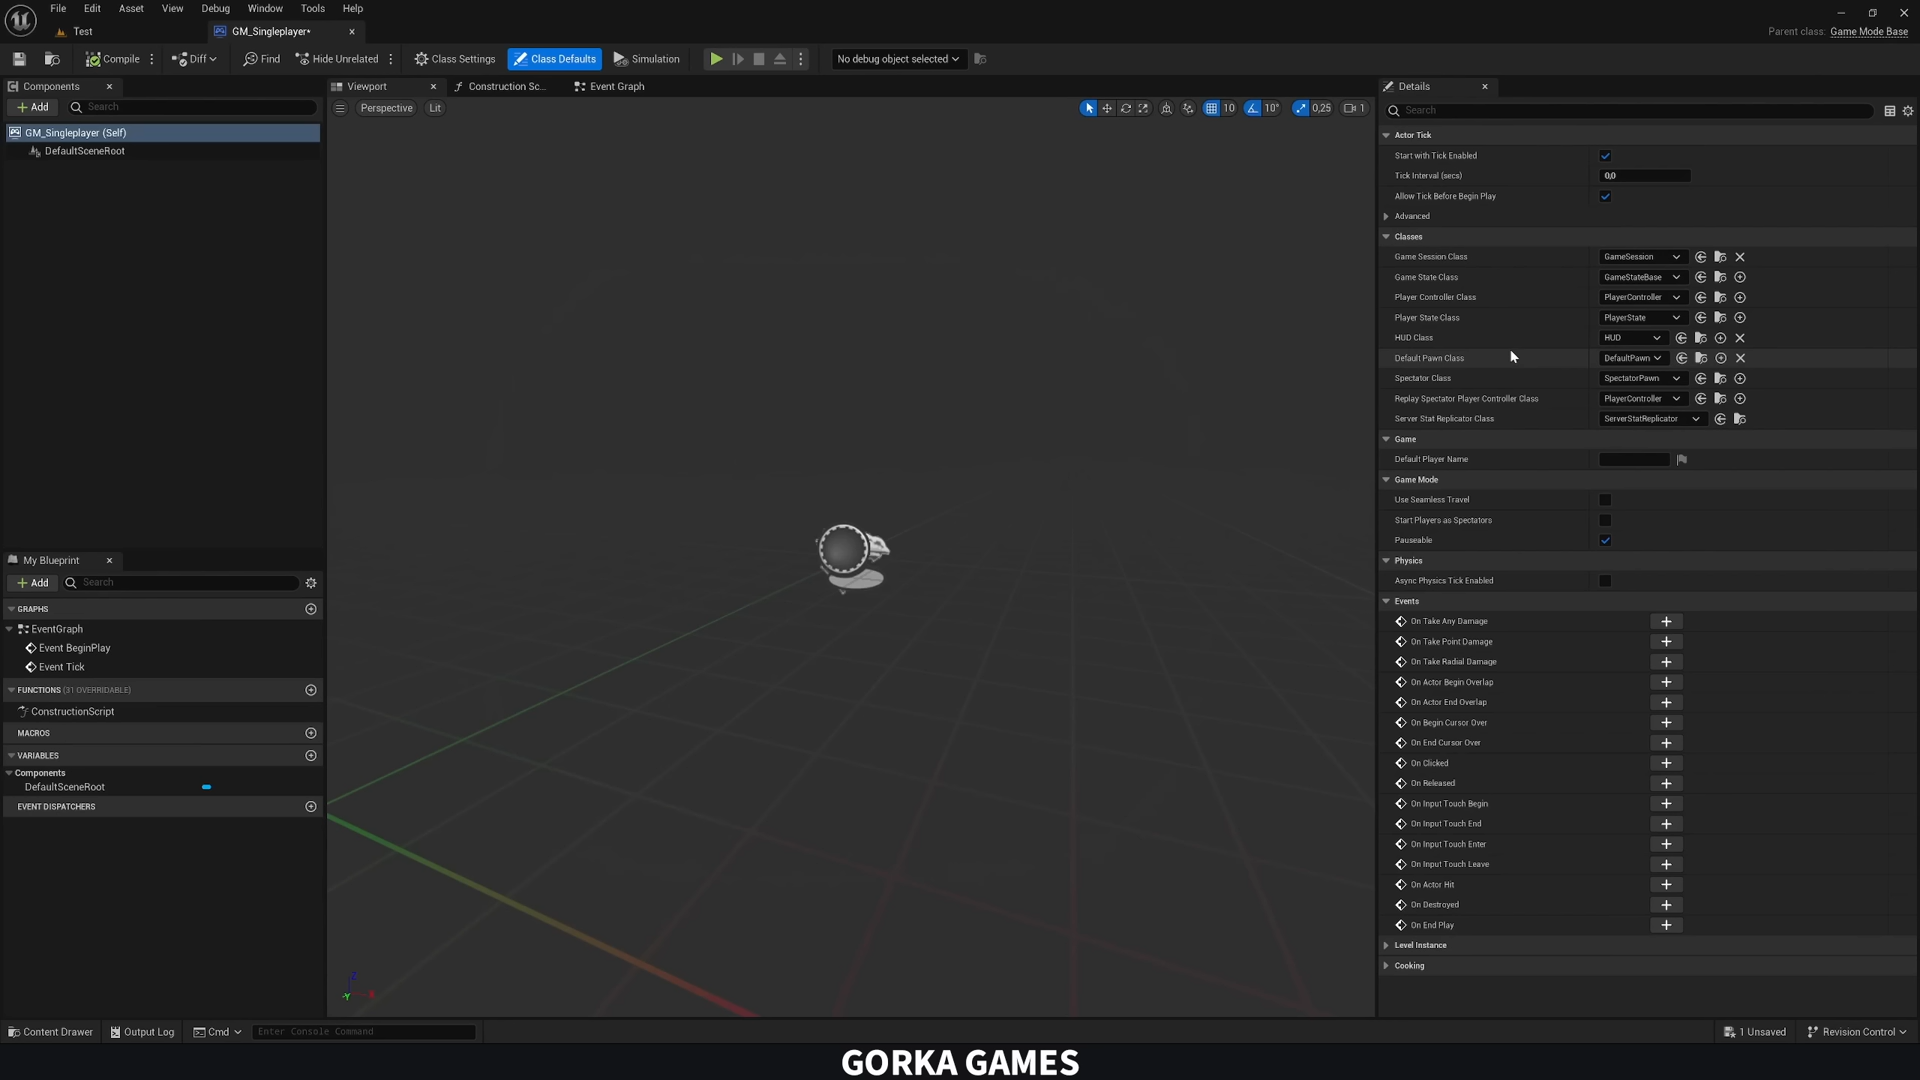 File Edit Asset View Debug Window Tools Help
Test
GM_Singleplayer*
Parent class: Game Mode Base
Compile
Diff
Find
Hide Unrelated
Class Settings
Class Defaults
Simulation
No debug object selected
Components
Add
Search
GM_Singleplayer (Self)
DefaultSceneRoot
My Blueprint
Add
Search
GRAPHS
EventGraph
Event BeginPlay
Event Tick
FUNCTIONS (31 OVERRIDABLE)
ConstructionScript
MACROS
VARIABLES
Components
DefaultSceneRoot
EVENT DISPATCHERS
Viewport
Construction Sc...
Event Graph
Perspective
Lit
10
10°
0,25
1
Z
-Y
Details
Search
Actor Tick
Start with Tick Enabled
Tick Interval (secs) 0,0
Allow Tick Before Begin Play
Advanced
Classes
Game Session Class GameSession
Game State Class GameStateBase
Player Controller Class PlayerController
Player State Class PlayerState
HUD Class HUD
Default Pawn Class DefaultPawn
Spectator Class SpectatorPawn
Replay Spectator Player Controller Class PlayerController
Server Stat Replicator Class ServerStatReplicator
Game
Default Player Name
Game Mode
Use Seamless Travel
Start Players as Spectators
Pauseable
Physics
Async Physics Tick Enabled
Events
On Take Any Damage
On Take Point Damage
On Take Radial Damage
On Actor Begin Overlap
On Actor End Overlap
On Begin Cursor Over
On End Cursor Over
On Clicked
On Released
On Input Touch Begin
On Input Touch End
On Input Touch Enter
On Input Touch Leave
On Actor Hit
On Destroyed
On End Play
Level Instance
Cooking
Content Drawer
Output Log
Cmd
Enter Console Command
1 Unsaved
Revision Control
GORKA GAMES